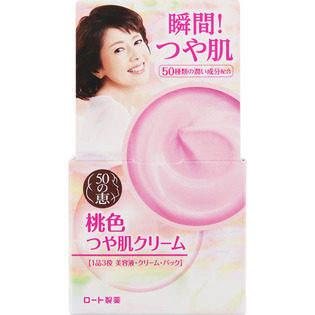 瞬間!
つや肌
50種類の潤い成分配合
50の恵
桃色
つや肌クリーム
【1品3役 美容液・クリーム・パック】
ロート製薬